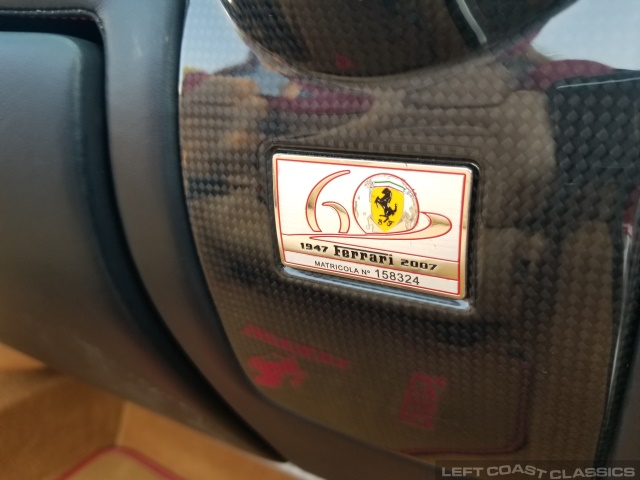 60
1947 Ferrari 2007
MATRICOLA N° 158324
LEFT COAST CLASSICS